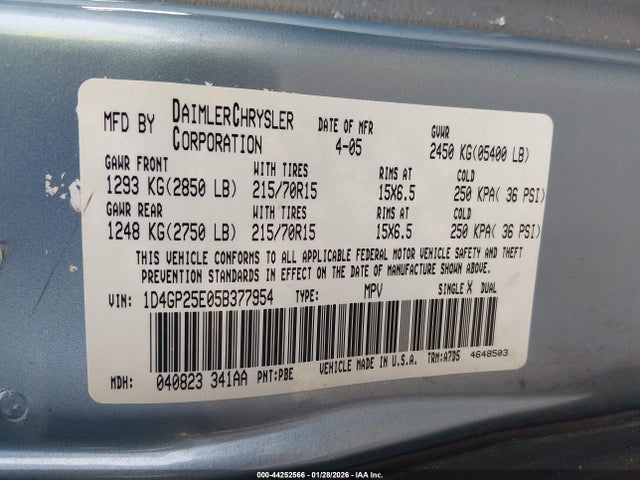 MFD BY DAIMLERCHRYSLER CORPORATION DATE OF MFR 4-05 GVWR 2450 KG(05400 LB)
GAWR FRONT WITH TIRES RIMS AT COLD
1293 KG(2850 LB) 215/70R15 15X6.5 250 KPA( 36 PSI)
GAWR REAR WITH TIRES RIMS AT COLD
1248 KG(2750 LB) 215/70R15 15X6.5 250 KPA( 36 PSI)
THIS VEHICLE CONFORMS TO ALL APPLICABLE FEDERAL MOTOR VEHICLE SAFETY AND THEFT
PREVENTION STANDARDS IN EFFECT ON THE DATE OF MANUFACTURE SHOWN ABOVE.
VIN: 1D4GP25E05B377954 TYPE: MPV SINGLE X DUAL
MDH: 040823 341AA PNT:PBE VEHICLE MADE IN U.S.A. TRM:A7D5 4648503
000-44252566 - 01/28/2026 - IAA Inc.